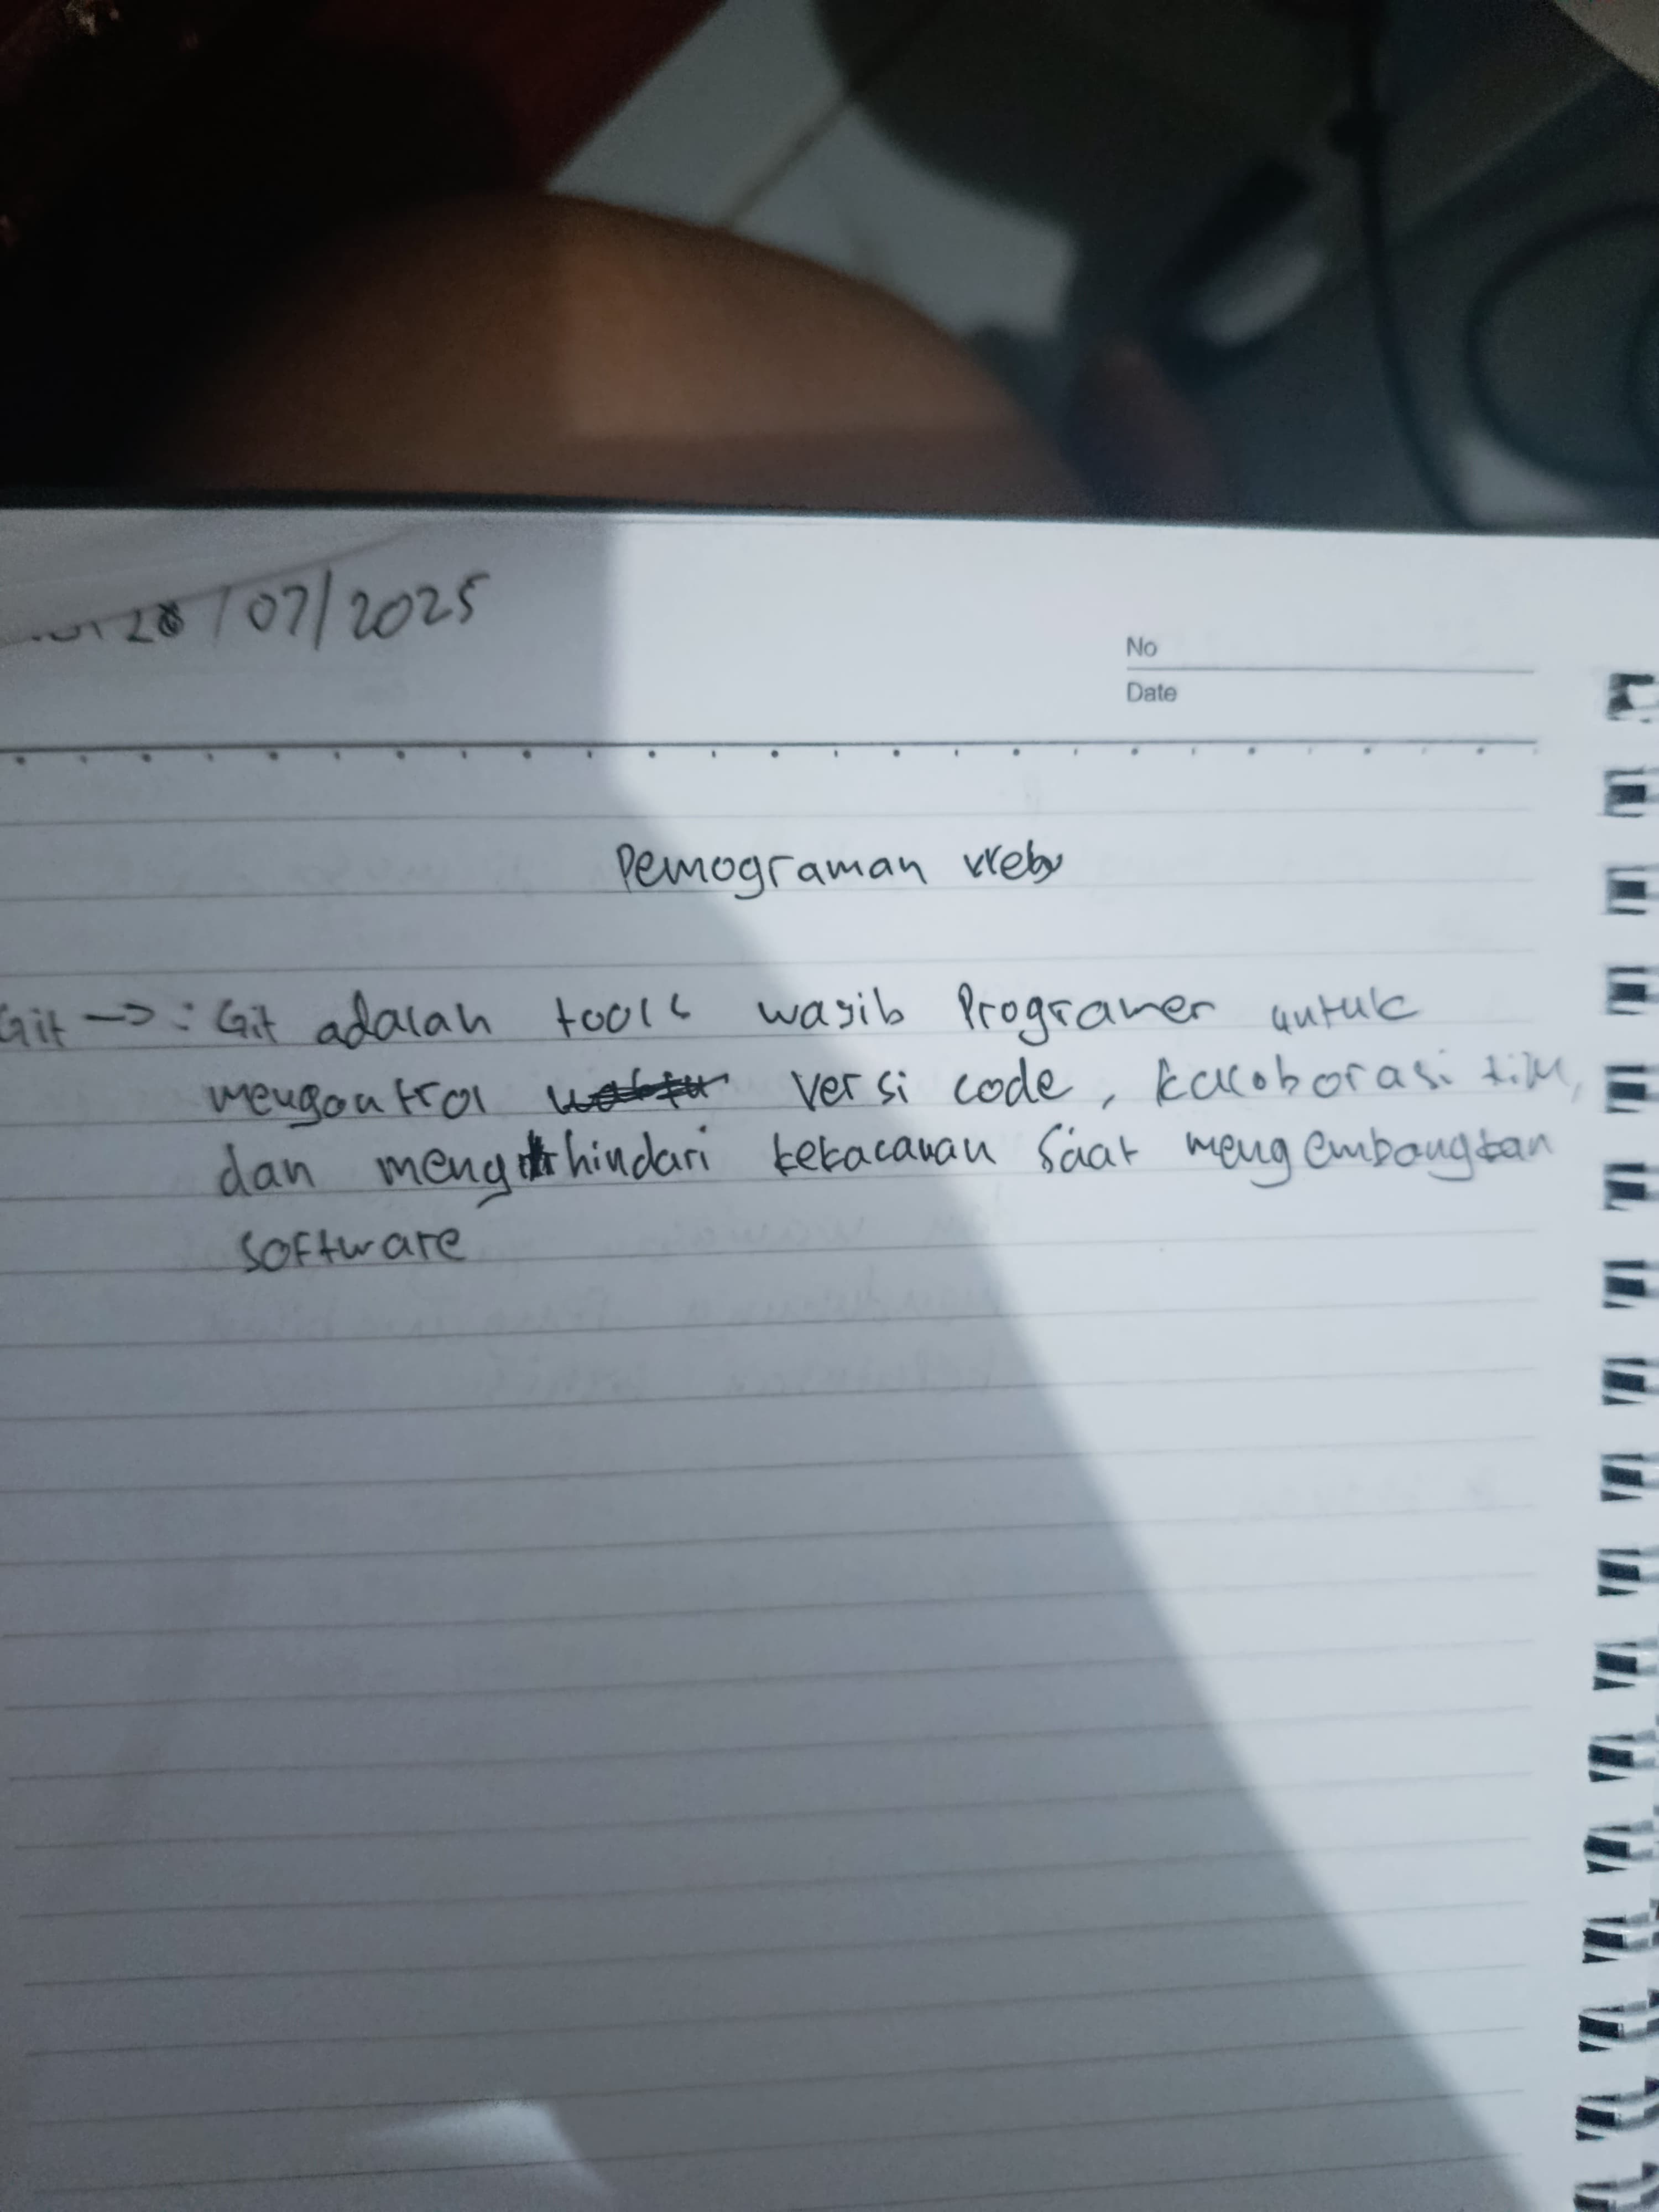 28/07/2025
No
Date
Pemograman Web
Git -> : Git adalah tools wajib Programer untuk
mengontrol versi code, kolaborasi tim,
dan menghindari kekacauan saat mengembangkan
software